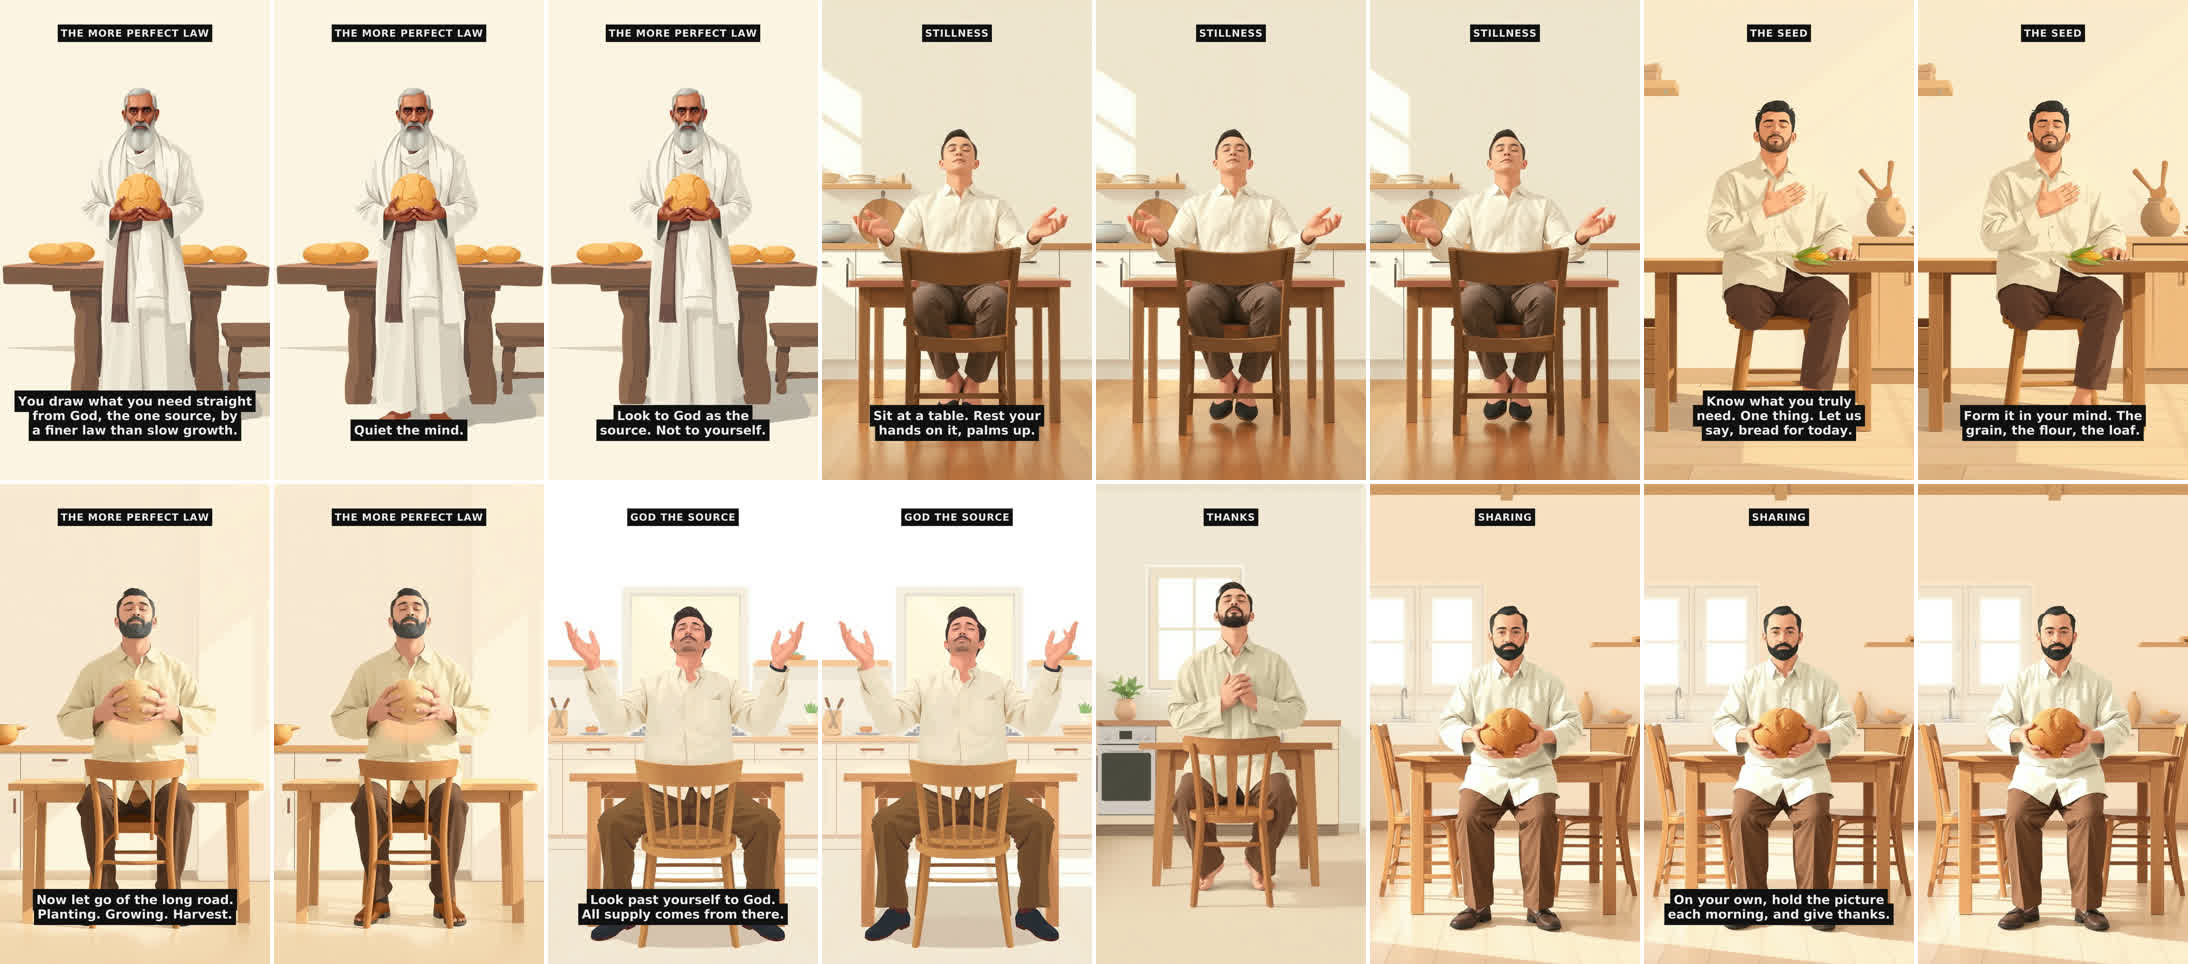 THE MORE PERFECT LAW
You draw what you need straight
from God, the one source, by
a finer law than slow growth.
THE MORE PERFECT LAW
Quiet the mind.
THE MORE PERFECT LAW
Look to God as the
source. Not to yourself.
STILLNESS
Sit at a table. Rest your
hands on it, palms up.
STILLNESS
STILLNESS
THE SEED
Know what you truly
need. One thing. Let us
say, bread for today.
THE SEED
Form it in your mind. The
grain, the flour, the loaf.
THE MORE PERFECT LAW
Now let go of the long road.
Planting. Growing. Harvest.
THE MORE PERFECT LAW
GOD THE SOURCE
Look past yourself to God.
All supply comes from there.
GOD THE SOURCE
THANKS
SHARING
SHARING
On your own, hold the picture
each morning, and give thanks.